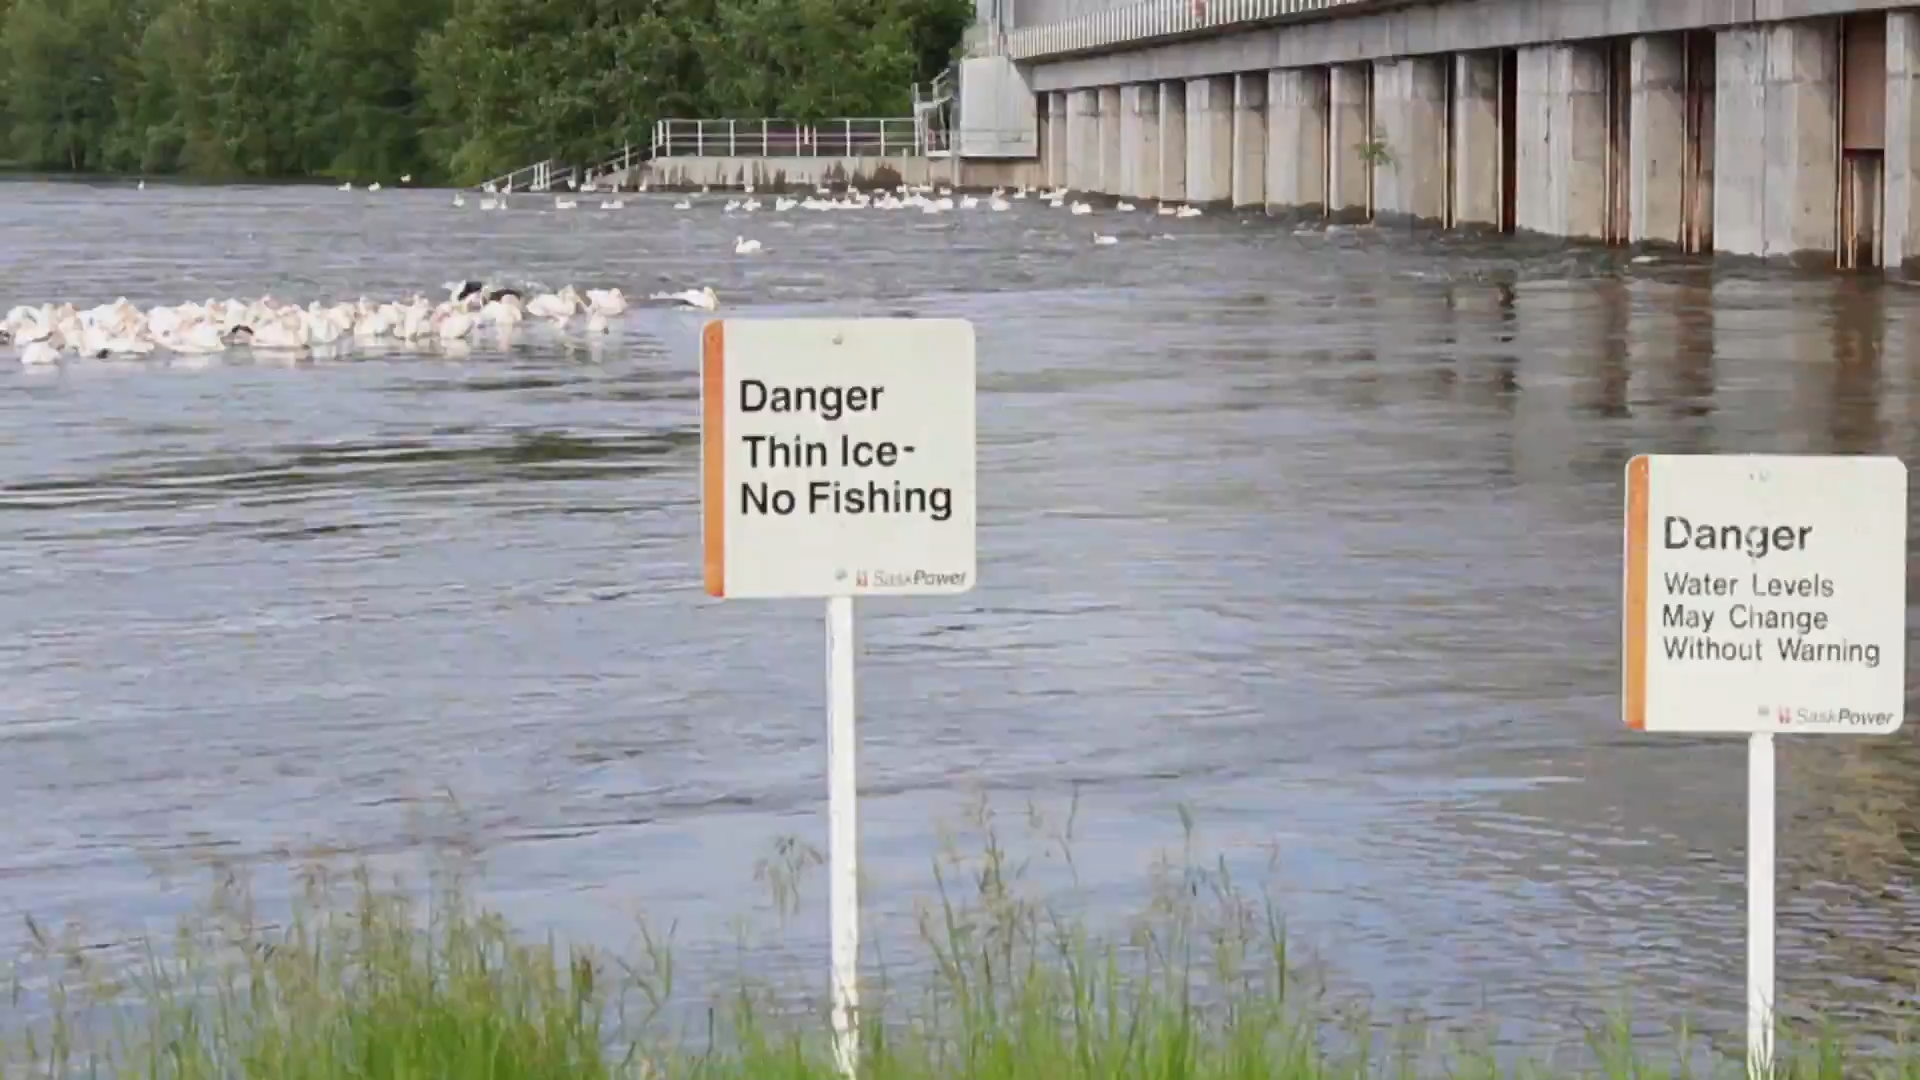 Danger
Thin Ice-
No Fishing
SaskPower
Danger
Water Levels
May Change
Without Warning
SaskPower